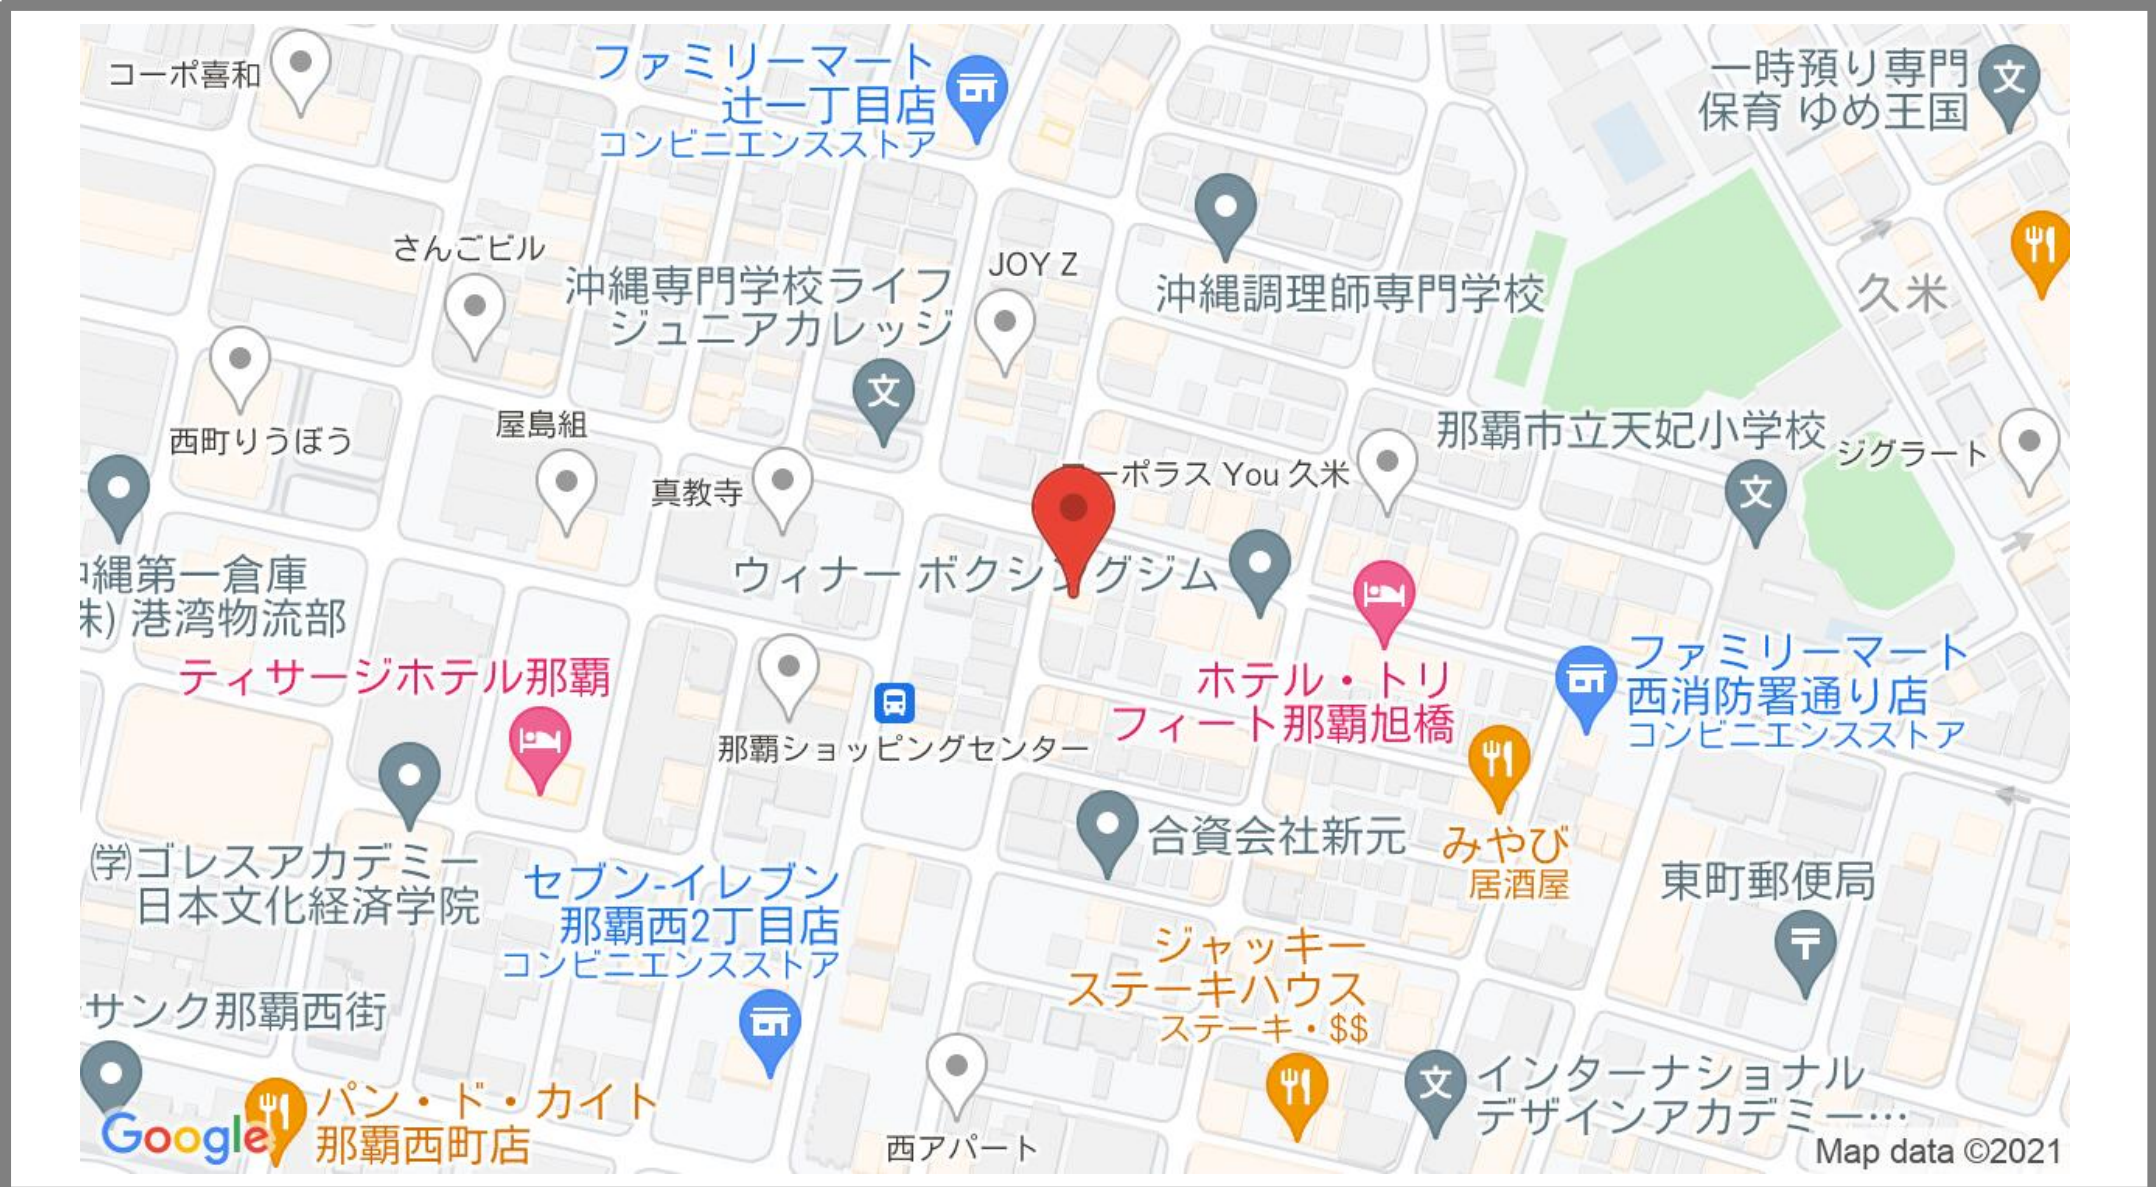 コーポ喜和
ファミリーマート
辻一丁目店
コンビニエンスストア
一時預り専門
保育 ゆめ王国
さんごビル
沖縄専門学校ライフ
ジュニアカレッジ
JOY Z
沖縄調理師専門学校
久米
西町りうぼう
屋島組
真教寺
ーポラス You 久米
那覇市立天妃小学校
ジグラート
縄第一倉庫
株) 港湾物流部
ウィナー ボクシングジム
ティサージホテル那覇
那覇ショッピングセンター
ホテル・トリ
フィート那覇旭橋
ファミリーマート
西消防署通り店
コンビニエンスストア
㈻ゴレスアカデミー
日本文化経済学院
セブン-イレブン
那覇西2丁目店
コンビニエンスストア
合資会社新元
みやび
居酒屋
東町郵便局
サンク那覇西街
ジャッキー
ステーキハウス
ステーキ・$$
パン・ド・カイト
那覇西町店
西アパート
インターナショナル
デザインアカデミー…
Google
Map data ©2021